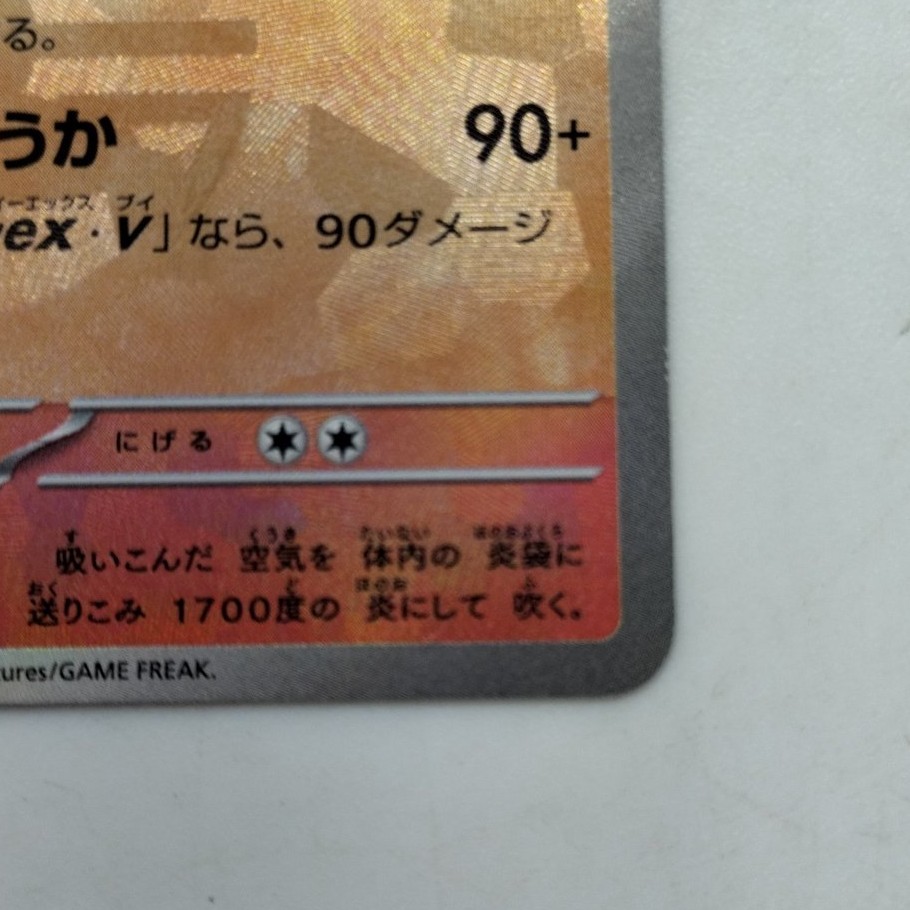 る。
うか 90+
ィーエックス ブイ
ex・V」なら、90ダメージ
にげる
す くうき たいない ほのおぶくろ
吸いこんだ 空気を 体内の 炎袋に
おく ど ほのお ふ
送りこみ 1700度の 炎にして 吹く。
tures/GAME FREAK.